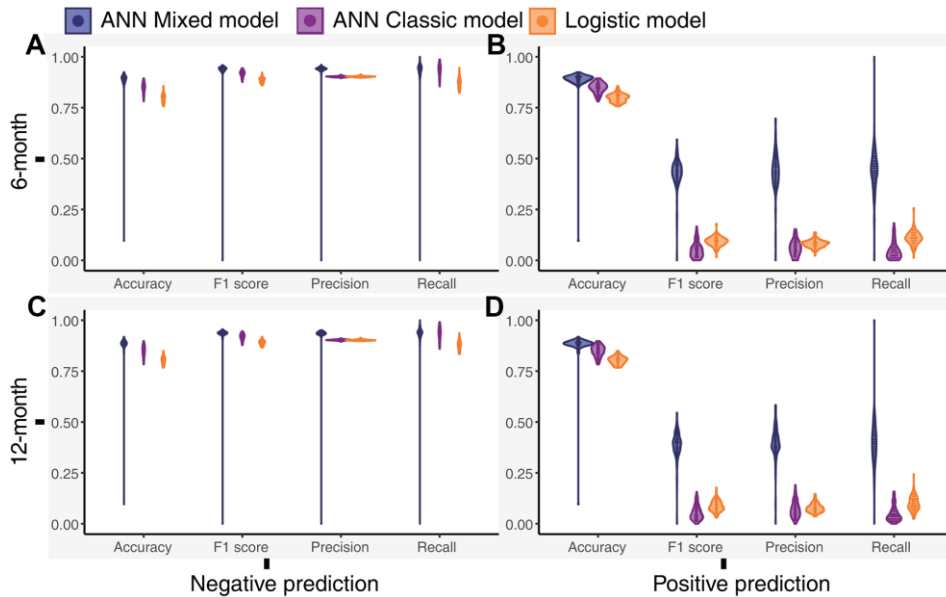 ANN Mixed model ANN Classic model Logistic model
A B
1.00 1.00
0.75 0.75
0.50 0.50
0.25 0.25
0.00 0.00
6-month
Accuracy F1 score Precision Recall Accuracy F1 score Precision Recall
C D
1.00 1.00
0.75 0.75
0.50 0.50
0.25 0.25
0.00 0.00
12-month
Accuracy F1 score Precision Recall Accuracy F1 score Precision Recall
Negative prediction Positive prediction